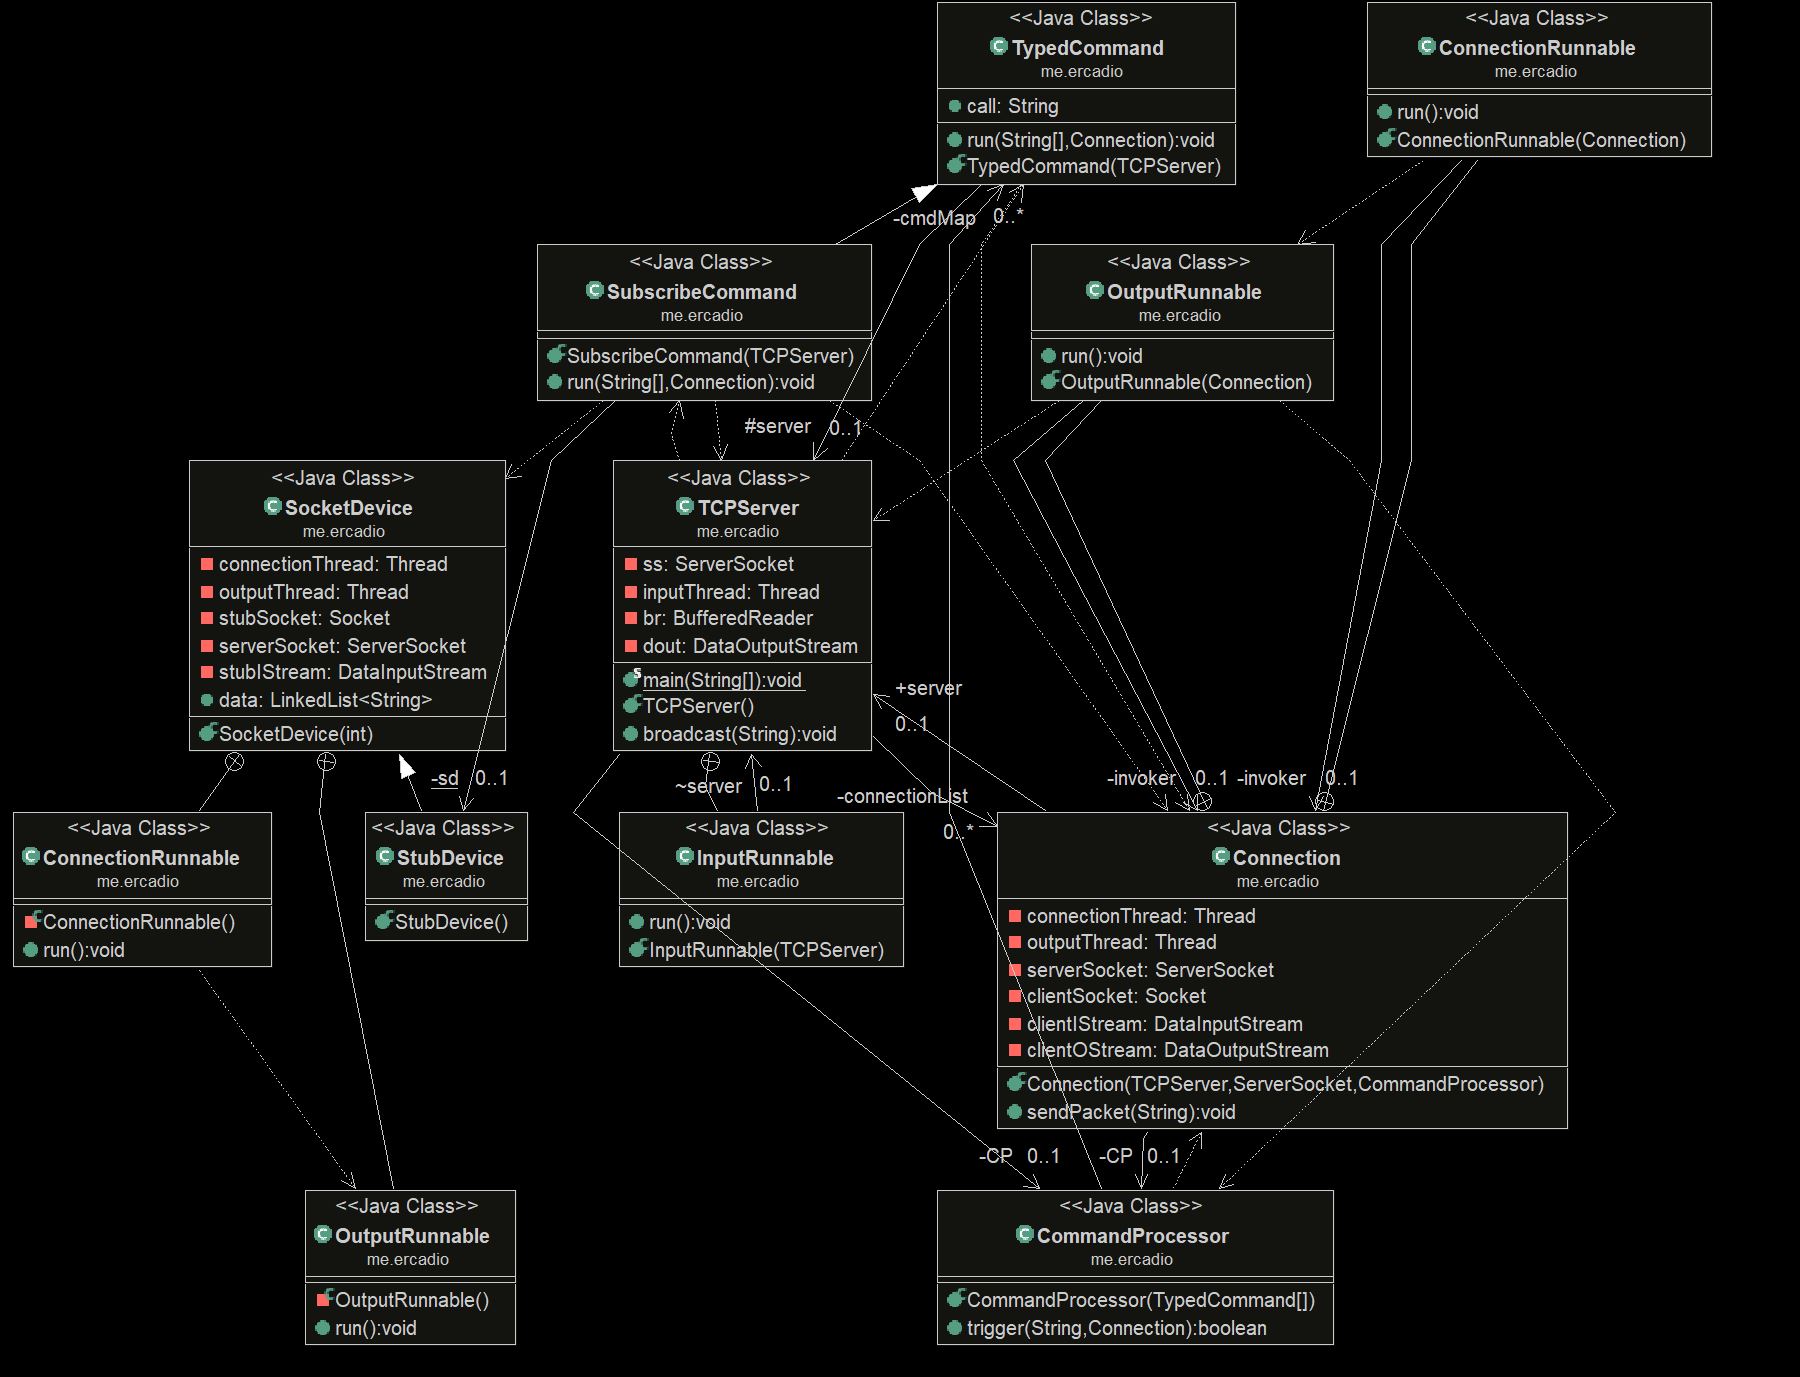 <<Java Class>>
TypedCommand
me.ercadio
call: String
run(String[],Connection):void
TypedCommand(TCPServer)
<<Java Class>>
ConnectionRunnable
me.ercadio
run():void
ConnectionRunnable(Connection)
-cmdMap 0..*
<<Java Class>>
SubscribeCommand
me.ercadio
SubscribeCommand(TCPServer)
run(String[],Connection):void
<<Java Class>>
OutputRunnable
me.ercadio
run():void
OutputRunnable(Connection)
#server 0..1
<<Java Class>>
SocketDevice
me.ercadio
connectionThread: Thread
outputThread: Thread
stubSocket: Socket
serverSocket: ServerSocket
stubIStream: DataInputStream
data: LinkedList<String>
SocketDevice(int)
<<Java Class>>
TCPServer
me.ercadio
ss: ServerSocket
inputThread: Thread
br: BufferedReader
dout: DataOutputStream
main(String[]):void
TCPServer()
broadcast(String):void
+server
0..1
-sd 0..1
~server 0..1
-connectionList
0..*
-invoker 0..1
-invoker 0..1
<<Java Class>>
ConnectionRunnable
me.ercadio
ConnectionRunnable()
run():void
<<Java Class>>
StubDevice
me.ercadio
StubDevice()
<<Java Class>>
InputRunnable
me.ercadio
run():void
InputRunnable(TCPServer)
<<Java Class>>
Connection
me.ercadio
connectionThread: Thread
outputThread: Thread
serverSocket: ServerSocket
clientSocket: Socket
clientIStream: DataInputStream
clientOStream: DataOutputStream
Connection(TCPServer,ServerSocket,CommandProcessor)
sendPacket(String):void
-CP 0..1
-CP 0..1
<<Java Class>>
OutputRunnable
me.ercadio
OutputRunnable()
run():void
<<Java Class>>
CommandProcessor
me.ercadio
CommandProcessor(TypedCommand[])
trigger(String,Connection):boolean